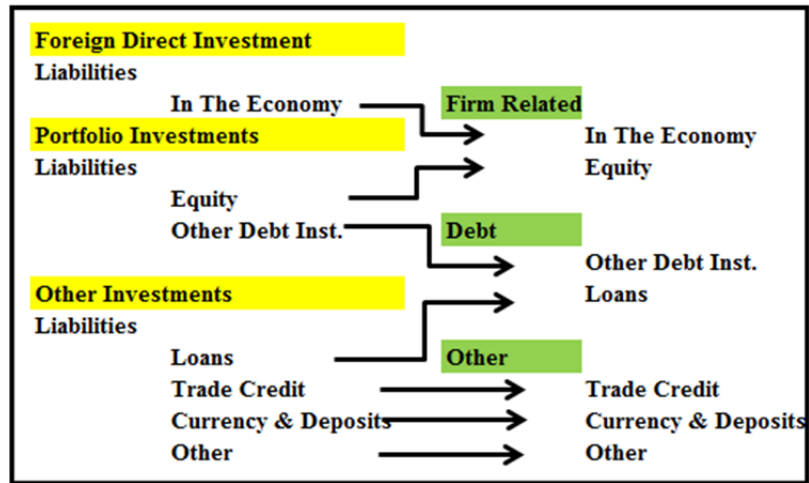 Foreign Direct Investment
Liabilities
In The Economy
Firm Related
Portfolio Investments
In The Economy
Liabilities
Equity
Equity
Other Debt Inst.
Debt
Other Debt Inst.
Other Investments
Loans
Liabilities
Loans
Other
Trade Credit
Trade Credit
Currency & Deposits
Currency & Deposits
Other
Other